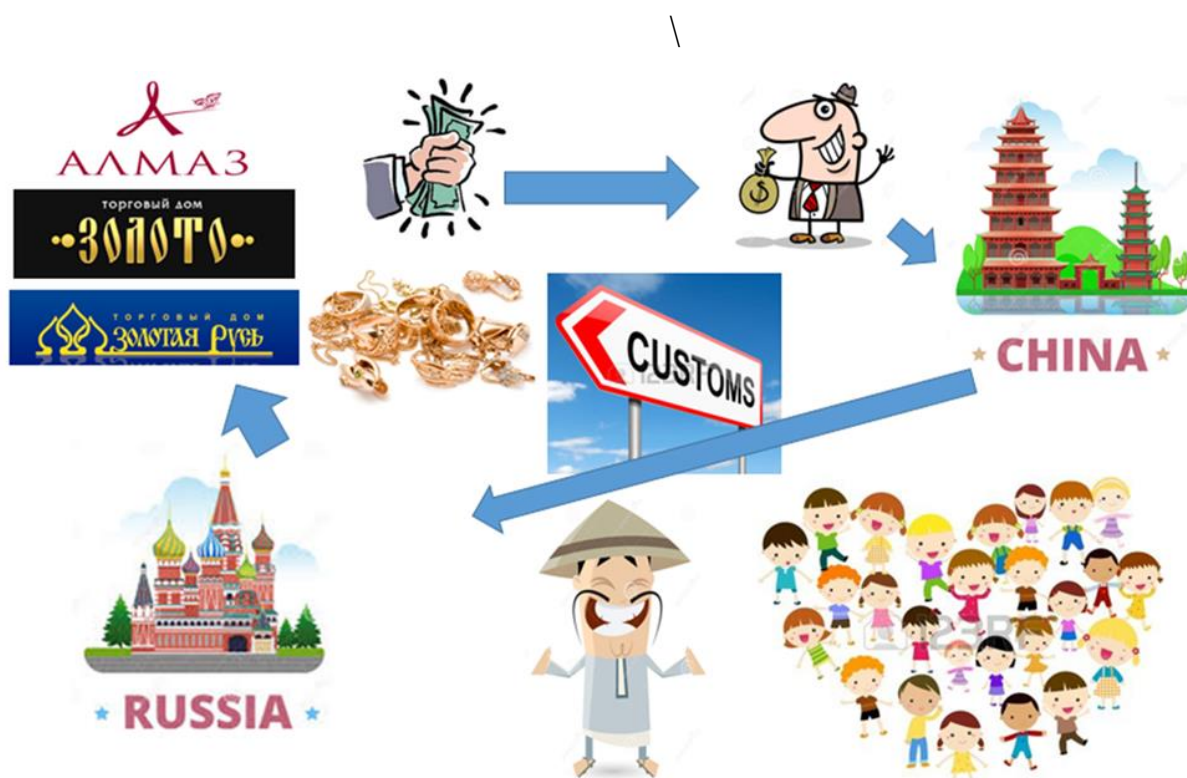 \
АЛМАЗ
торговый дом
ЗОЛОТО
ТОРГОВЫЙ ДОМ
ЗОЛОТАЯ РУСЬ
CUSTOMS
CHINA
RUSSIA